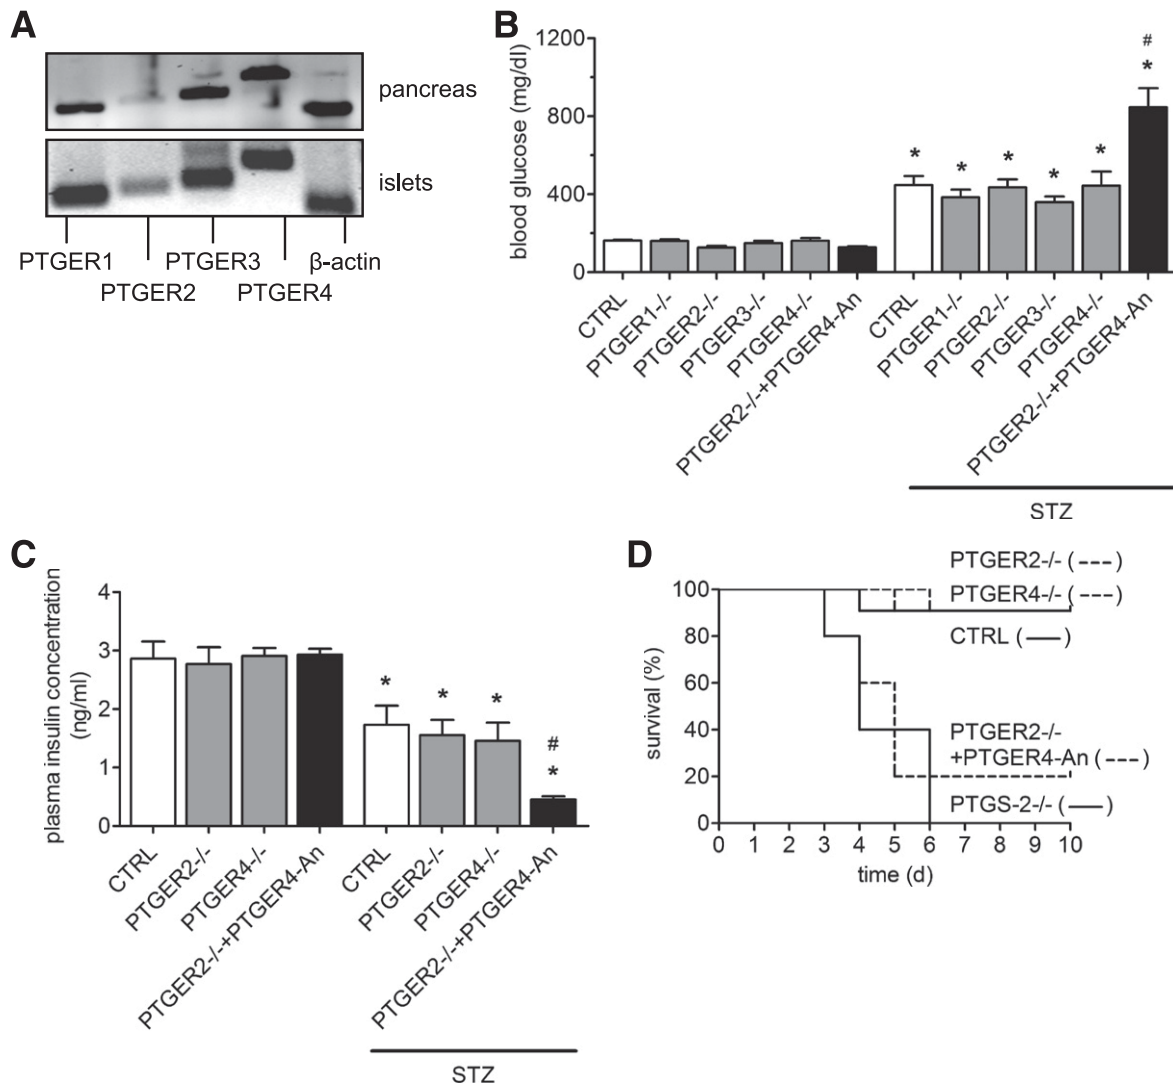 A
pancreas
islets
PTGER1
PTGER3
β-actin
PTGER2
PTGER4
B
blood glucose (mg/dl)
1200
800
400
0
*
*
*
*
*
#
*
CTRL
PTGER1-/-
PTGER2-/-
PTGER3-/-
PTGER4-/-
PTGER2-/-+PTGER4-An
CTRL
PTGER1-/-
PTGER2-/-
PTGER3-/-
PTGER4-/-
PTGER2-/-+PTGER4-An
STZ
C
plasma insulin concentration
(ng/ml)
4
3
2
1
0
*
*
*
#
*
CTRL
PTGER2-/-
PTGER4-/-
PTGER2-/-+PTGER4-An
CTRL
PTGER2-/-
PTGER4-/-
PTGER2-/-+PTGER4-An
STZ
D
survival (%)
100
80
60
40
20
0
PTGER2-/- (---)
PTGER4-/- (---)
CTRL (—)
PTGER2-/-
+PTGER4-An (---)
PTGS-2-/- (—)
0 1 2 3 4 5 6 7 8 9 10
time (d)